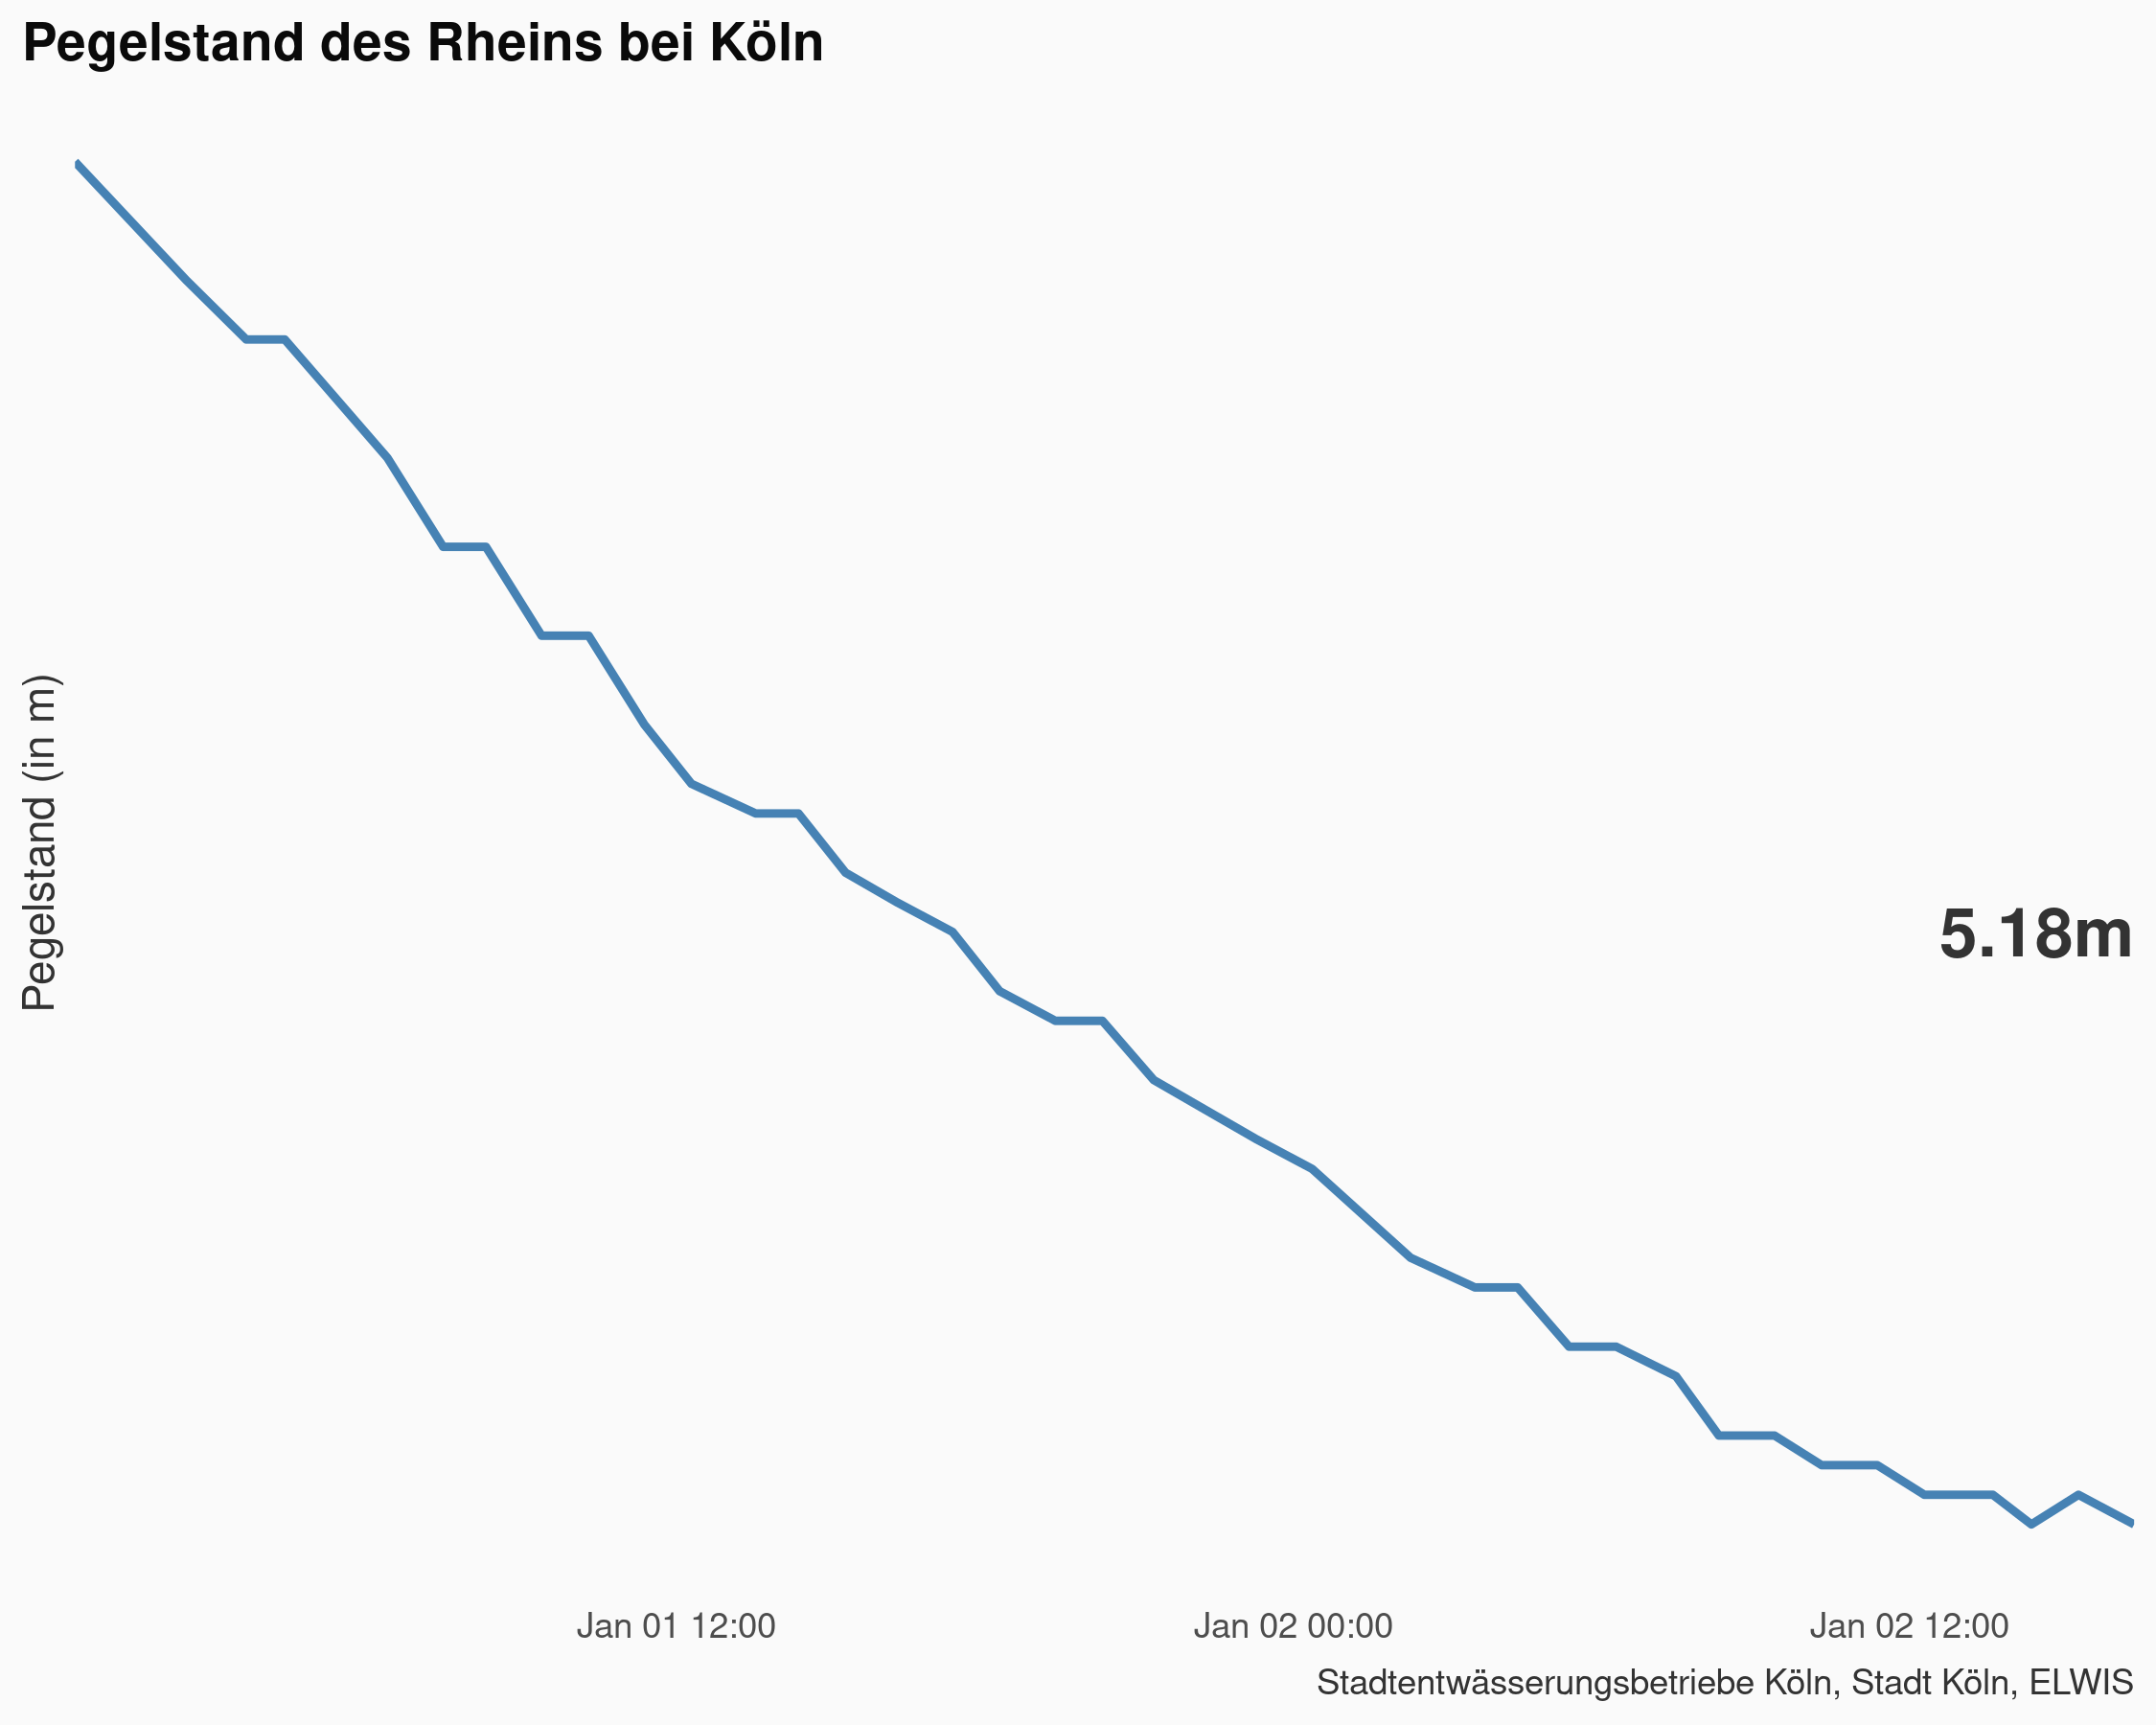 Pegelstand des Rheins bei Köln
Pegelstand (in m)
5.18m
Jan 01 12:00
Jan 02 00:00
Jan 02 12:00
Stadtentwässerungsbetriebe Köln, Stadt Köln, ELWIS